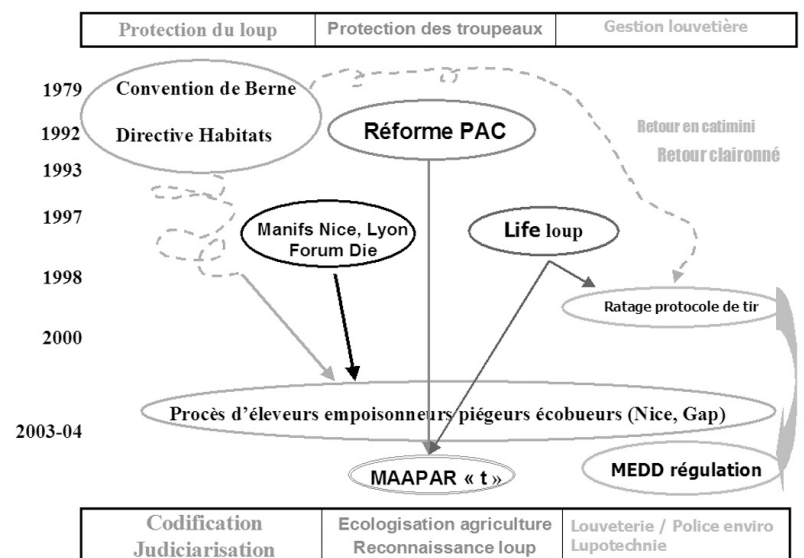 Protection du loup
Protection des troupeaux
Gestion louvetière
1979
Convention de Berne
1992
Directive Habitats
Réforme PAC
Retour en catimini
Retour claironné
1993
1997
Manifs Nice, Lyon
Forum Die
Life loup
1998
Ratage protocole de tir
2000
Procès d'éleveurs empoisonneurs piégeurs écobueurs (Nice, Gap)
2003-04
MAAPAR « t »
MEDD régulation
Codification
Judiciarisation
Ecologisation agriculture
Reconnaissance loup
Louveterie / Police enviro
Lupotechnie